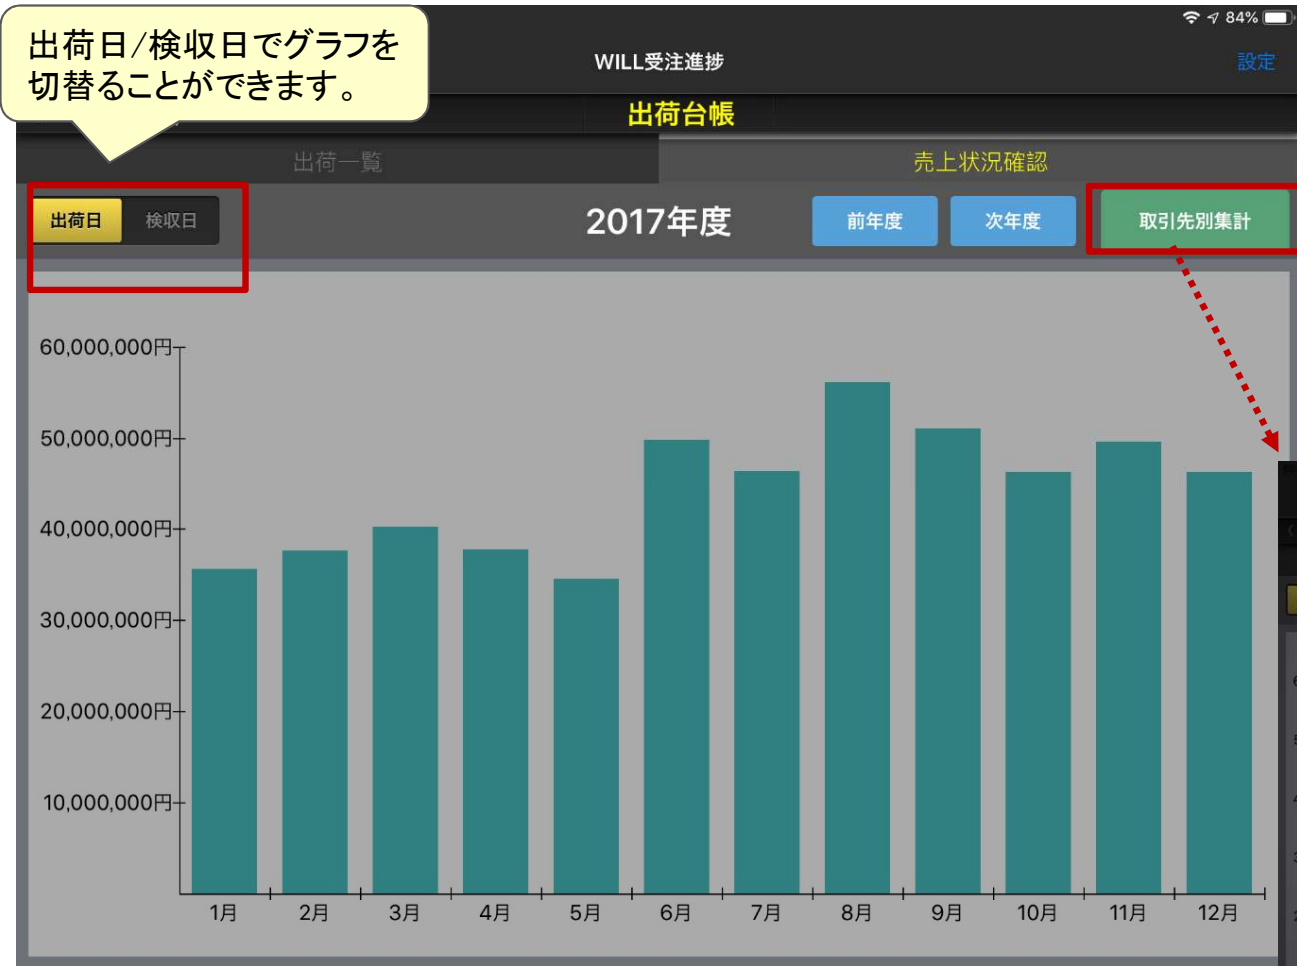 出荷日/検収日でグラフを
切替ることができます。
84%
WILL受注進捗
設定
出荷台帳
出荷一覧
売上状況確認
出荷日
検収日
2017年度
前年度
次年度
取引先別集計
60,000,000円
50,000,000円
40,000,000円
30,000,000円
20,000,000円
10,000,000円
1月 2月 3月 4月 5月 6月 7月 8月 9月 10月 11月 12月